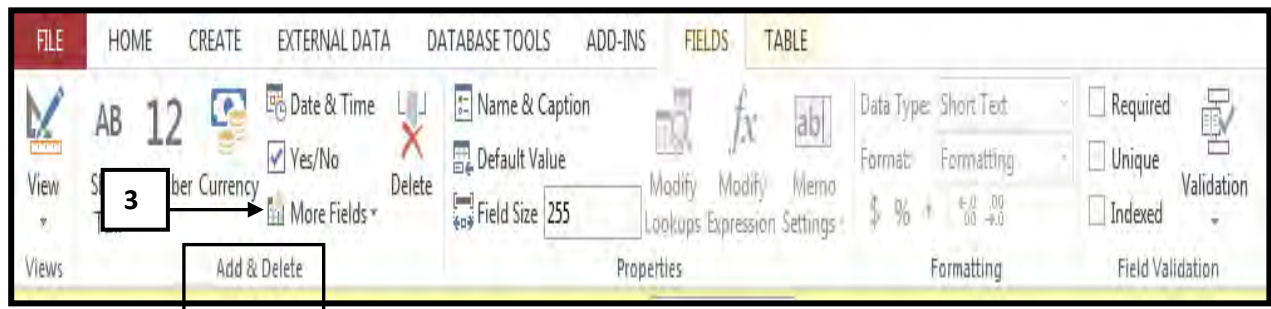 FILE HOME CREATE EXTERNAL DATA DATABASE TOOLS ADD-INS FIELDS TABLE
View
Views
AB 12 Currency
Date & Time
Yes/No
More Fields
3
Delete
Add & Delete
Name & Caption
Default Value
Field Size 255
Modify Lookups
fx Modify Expression
ab| Memo Settings
Properties
Data Type: Short Text
Format: Formatting
$ % +
Formatting
Required
Unique
Indexed
Validation
Field Validation